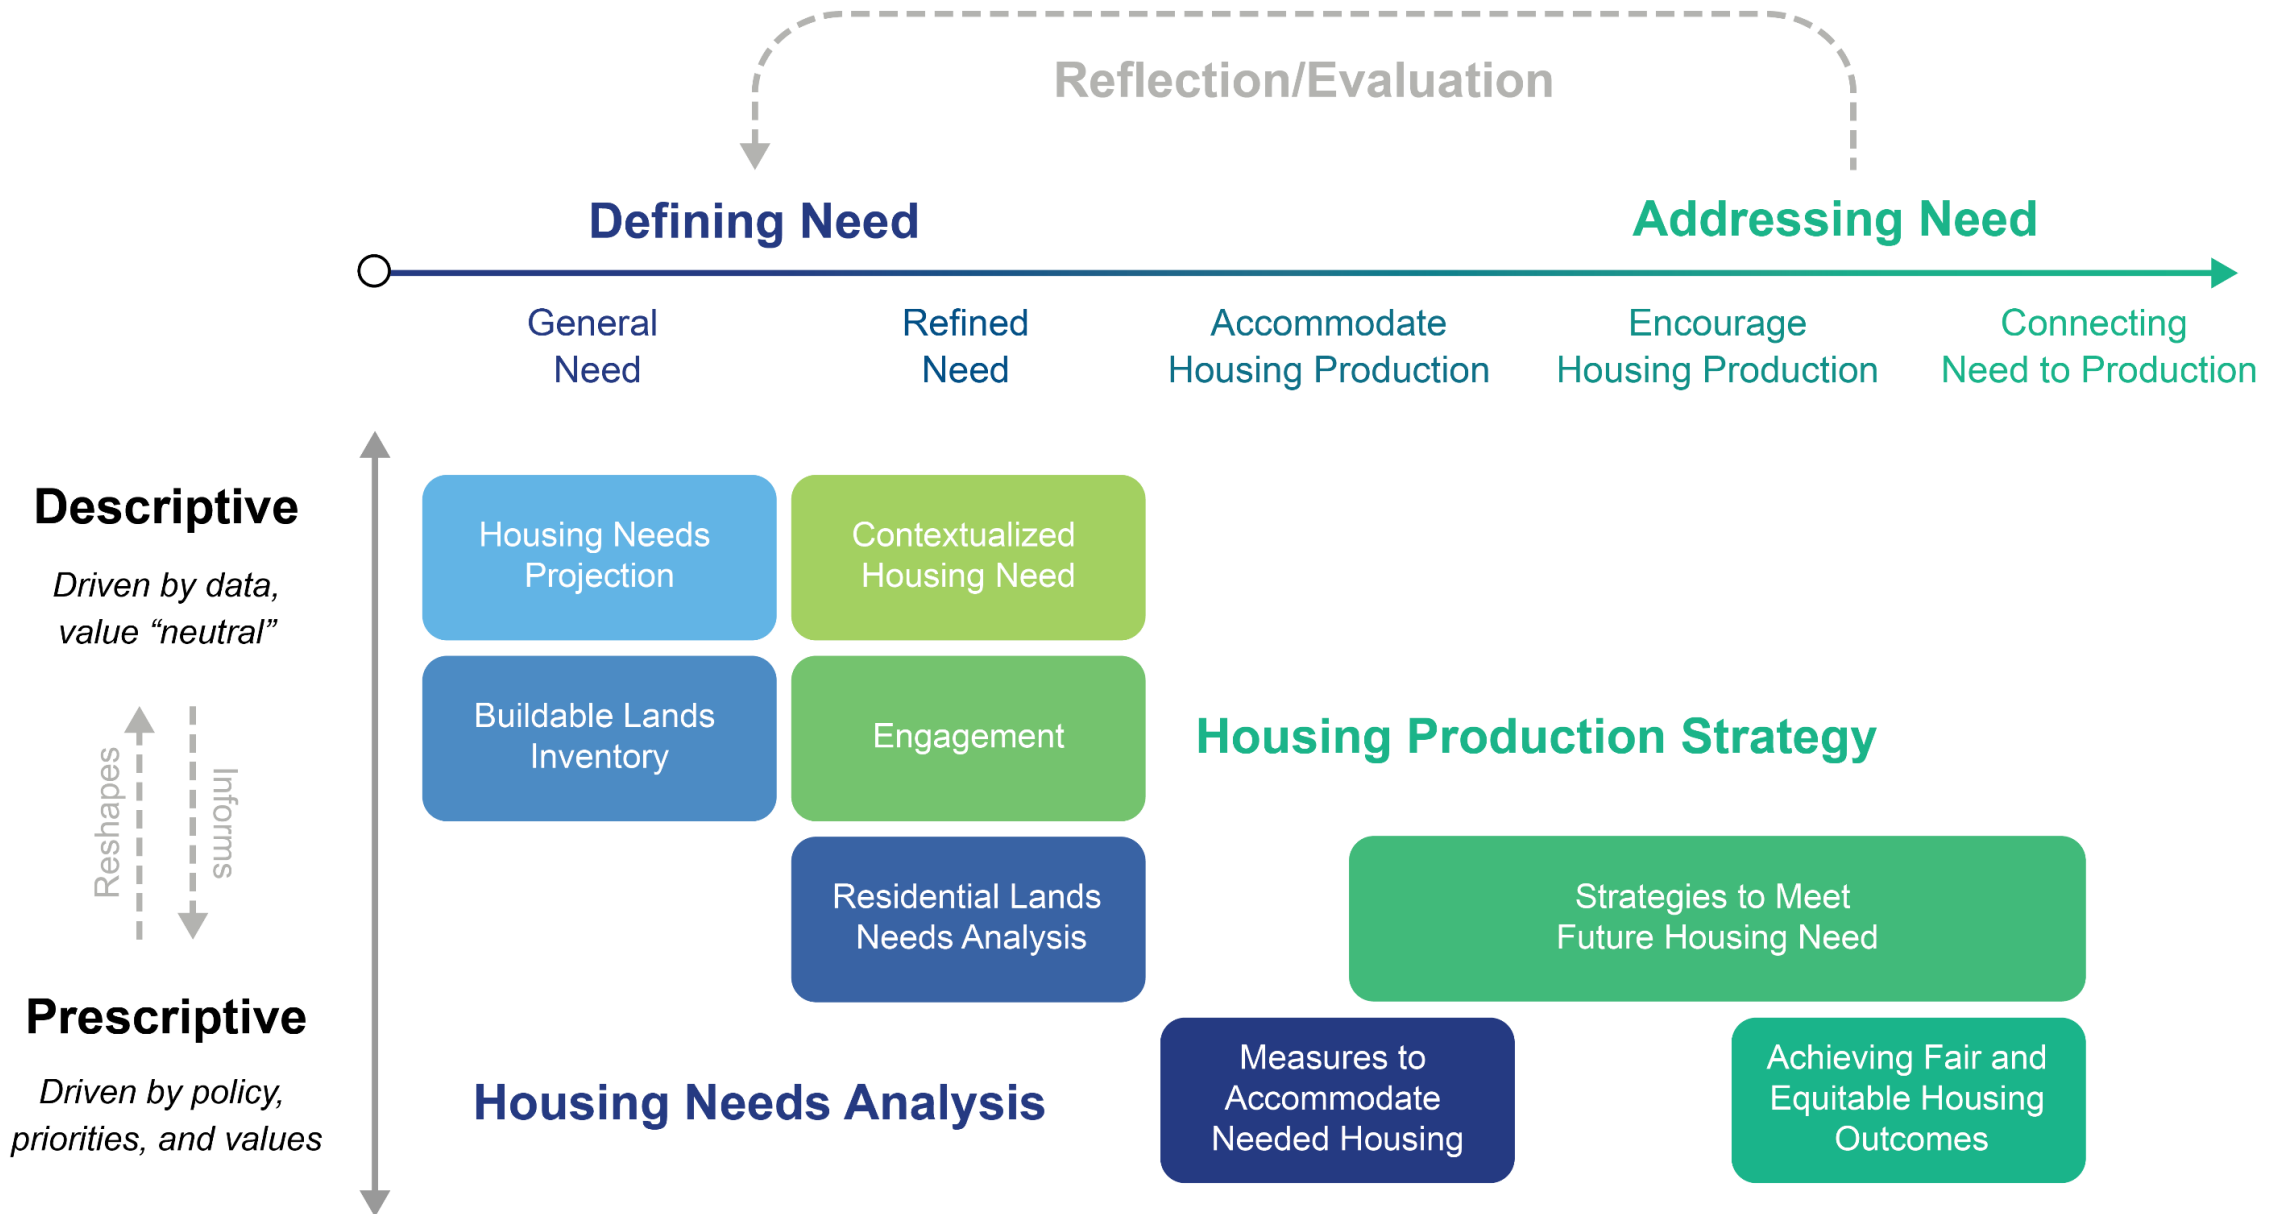 Reflection/Evaluation
Defining Need
Addressing Need
General
Need
Refined
Need
Accommodate
Housing Production
Encourage
Housing Production
Connecting
Need to Production
Descriptive
Driven by data,
value “neutral”
Reshapes
Informs
Prescriptive
Driven by policy,
priorities, and values
Housing Needs
Projection
Contextualized
Housing Need
Buildable Lands
Inventory
Engagement
Housing Production Strategy
Residential Lands
Needs Analysis
Strategies to Meet
Future Housing Need
Housing Needs Analysis
Measures to
Accommodate
Needed Housing
Achieving Fair and
Equitable Housing
Outcomes